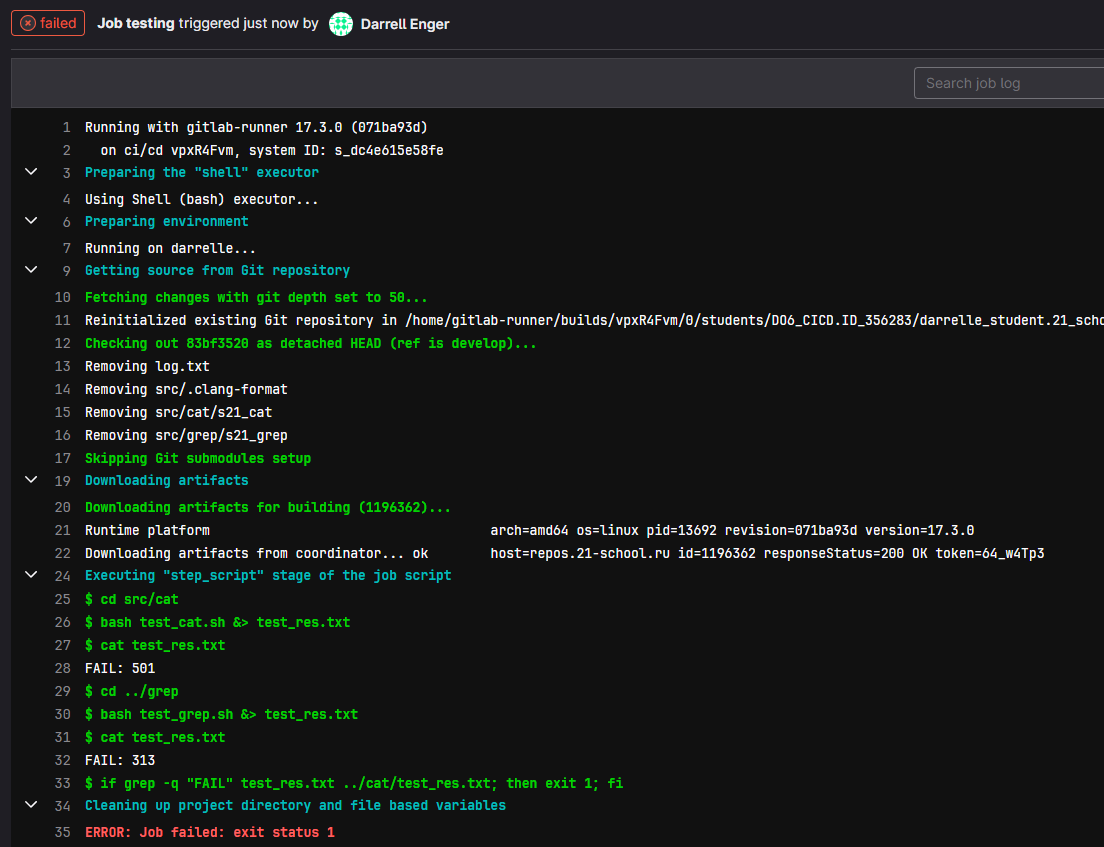 failed Job testing triggered just now by Darrell Enger
Search job log
1 Running with gitlab-runner 17.3.0 (071ba93d)
2 on ci/cd vpxR4Fvm, system ID: s_dc4e615e58fe
3 Preparing the "shell" executor
4 Using Shell (bash) executor...
6 Preparing environment
7 Running on darrelle...
9 Getting source from Git repository
10 Fetching changes with git depth set to 50...
11 Reinitialized existing Git repository in /home/gitlab-runner/builds/vpxR4Fvm/0/students/DO6_CICD.ID_356283/darrelle_student.21_scho
12 Checking out 83bf3520 as detached HEAD (ref is develop)...
13 Removing log.txt
14 Removing src/.clang-format
15 Removing src/cat/s21_cat
16 Removing src/grep/s21_grep
17 Skipping Git submodules setup
19 Downloading artifacts
20 Downloading artifacts for building (1196362)...
21 Runtime platform arch=amd64 os=linux pid=13692 revision=071ba93d version=17.3.0
22 Downloading artifacts from coordinator... ok host=repos.21-school.ru id=1196362 responseStatus=200 OK token=64_W4Tp3
24 Executing "step_script" stage of the job script
25 $ cd src/cat
26 $ bash test_cat.sh &> test_res.txt
27 $ cat test_res.txt
28 FAIL: 501
29 $ cd ../grep
30 $ bash test_grep.sh &> test_res.txt
31 $ cat test_res.txt
32 FAIL: 313
33 $ if grep -q "FAIL" test_res.txt ../cat/test_res.txt; then exit 1; fi
34 Cleaning up project directory and file based variables
35 ERROR: Job failed: exit status 1